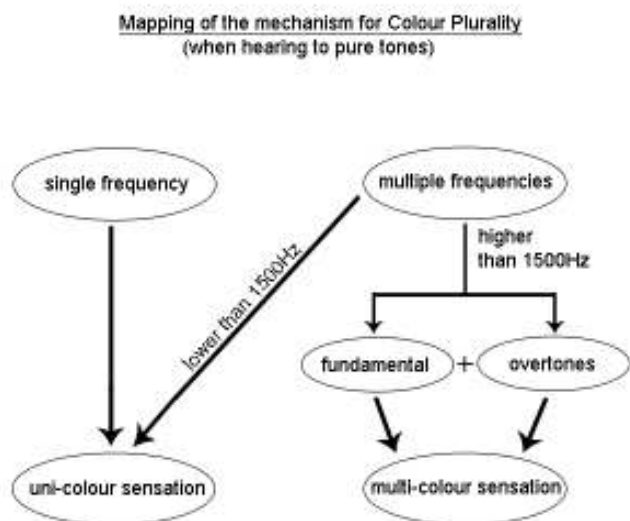 Mapping of the mechanism for Colour Plurality
(when hearing to pure tones)
single frequency
multiple frequencies
higher
than 1500Hz
lower than 1500Hz
fundamental
+
overtones
uni-colour sensation
multi-colour sensation